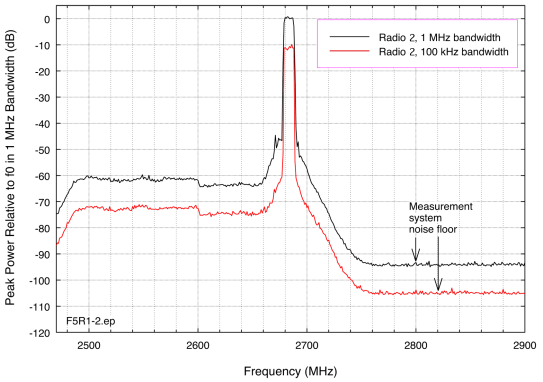 Radio 2, 1 MHz bandwidth
Radio 2, 100 kHz bandwidth
Peak Power Relative to f0 in 1 MHz Bandwidth (dB)
0
-10
-20
-30
-40
-50
-60
-70
-80
-90
-100
-110
-120
Measurement
system
noise floor
F5R1-2.ep
2500
2600
2700
2800
2900
Frequency (MHz)